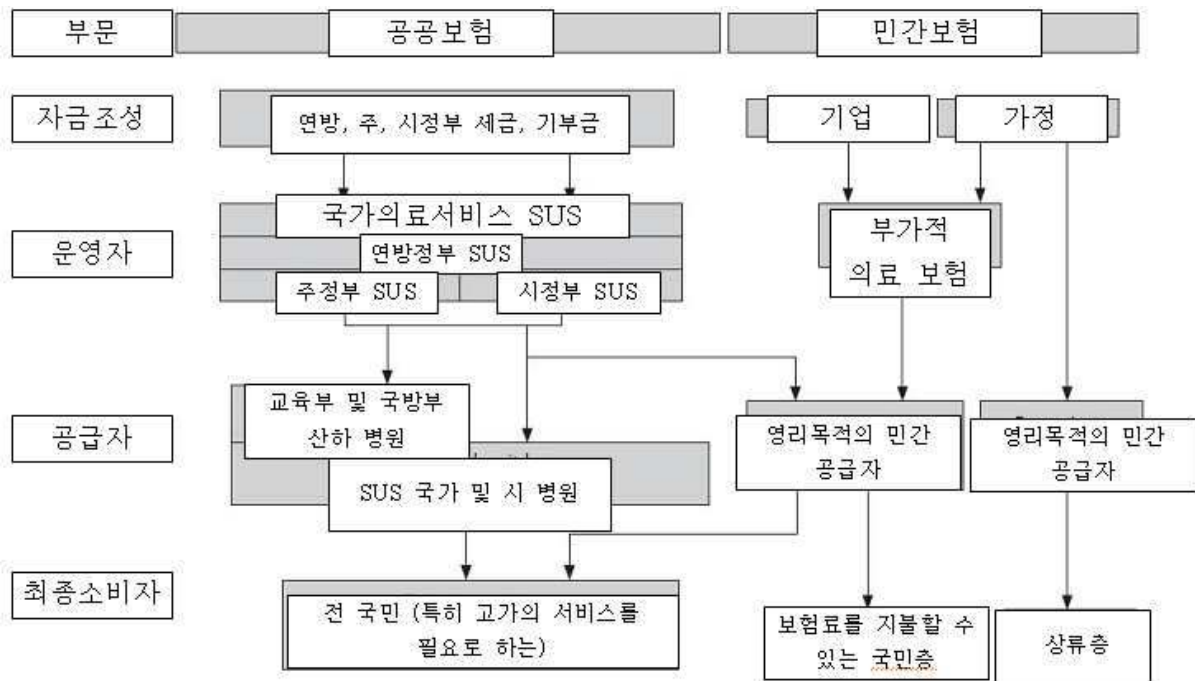 부문
공공보험
민간보험
자금조성
연방, 주, 시정부 세금, 기부금
기업
가정
운영자
국가의료서비스 SUS
연방정부 SUS
주정부 SUS
시정부 SUS
부가적
의료 보험
공급자
교육부 및 국방부
산하 병원
SUS 국가 및 시 병원
영리목적의 민간
공급자
영리목적의 민간
공급자
최종소비자
전 국민 (특히 고가의 서비스를
필요로 하는)
보험료를 지불할 수
있는 국민층
상류층